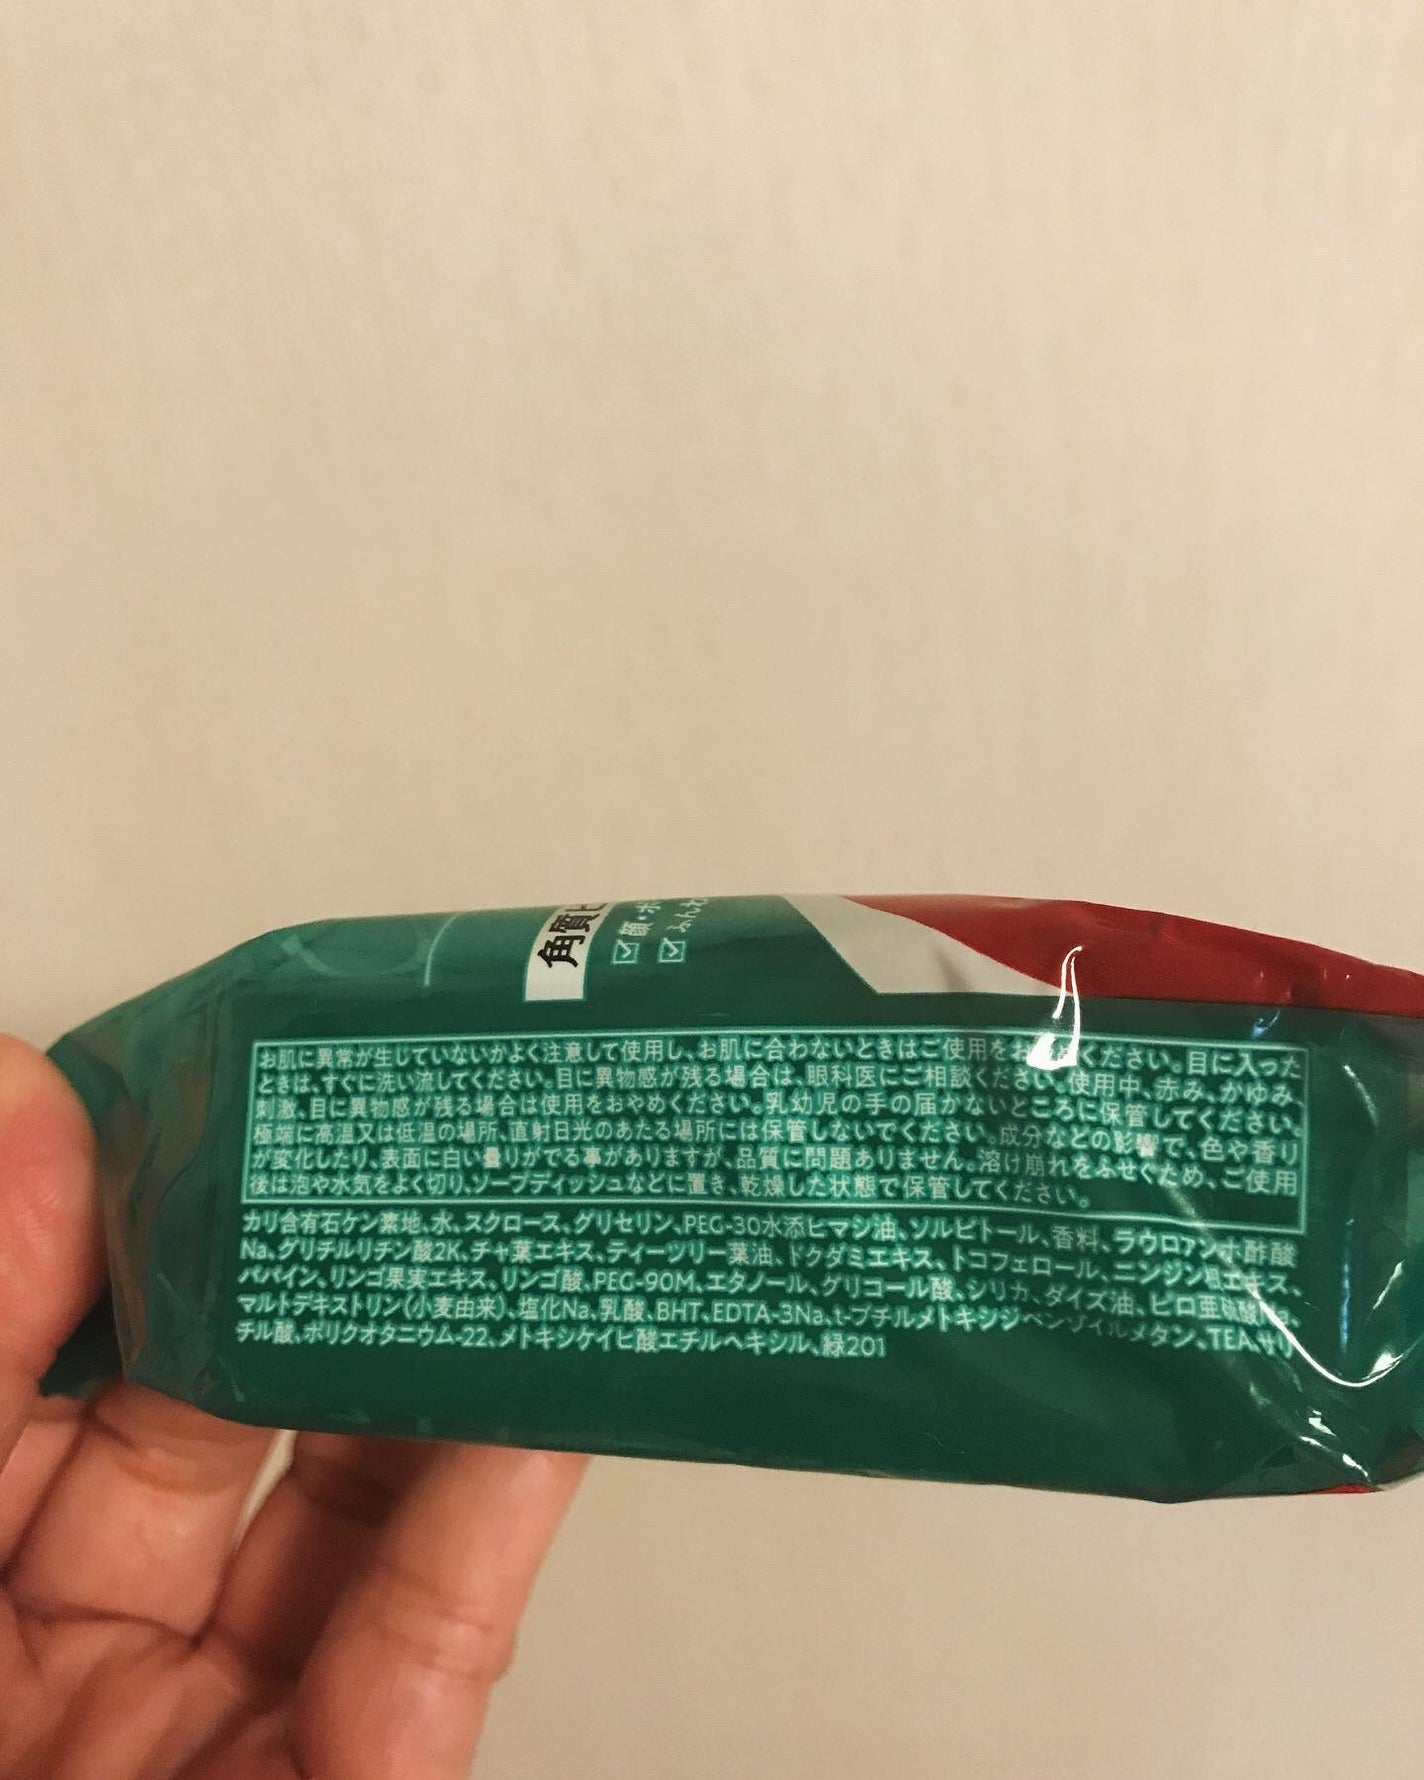 角質
顔・ボ
ふんわ
お肌に異常が生じていないかよく注意して使用し、お肌に合わないときはご使用をお ください。目に入った
ときは、すぐに洗い流してください。目に異物感が残る場合は、眼科医にご相談ください。使用中、赤み、かゆみ、
刺激、目に異物感が残る場合は使用をおやめください。乳幼児の手の届かないところに保管してください。
極端に高温又は低温の場所、直射日光のあたる場所には保管しないでください。成分などの影響で、色や香り
が変化したり、表面に白い曇りがでる事がありますが、品質に問題ありません。溶け崩れをふせぐため、ご使用
後は泡や水気をよく切り、ソープディッシュなどに置き、乾燥した状態で保管してください。
カリ含有石ケン素地、水、スクロース、グリセリン、PEG-30水添ヒマシ油、ソルビトール、香料、ラウロアンホ酢酸
Na、グリチルリチン酸2K、チャ葉エキス、ティーツリー葉油、ドクダミエキス、トコフェロール、ニンジン根エキス、
パパイン、リンゴ果実エキス、リンゴ酸、PEG-90M、エタノール、グリコール酸、シリカ、ダイズ油、ピロ亜硫酸Na、
マルトデキストリン(小麦由来)、塩化Na、乳酸、BHT、EDTA-3Na、t-ブチルメトキシジベンゾイルメタン、TEA-サリ
チル酸、ポリクオタニウム-22、メトキシケイヒ酸エチルヘキシル、緑201